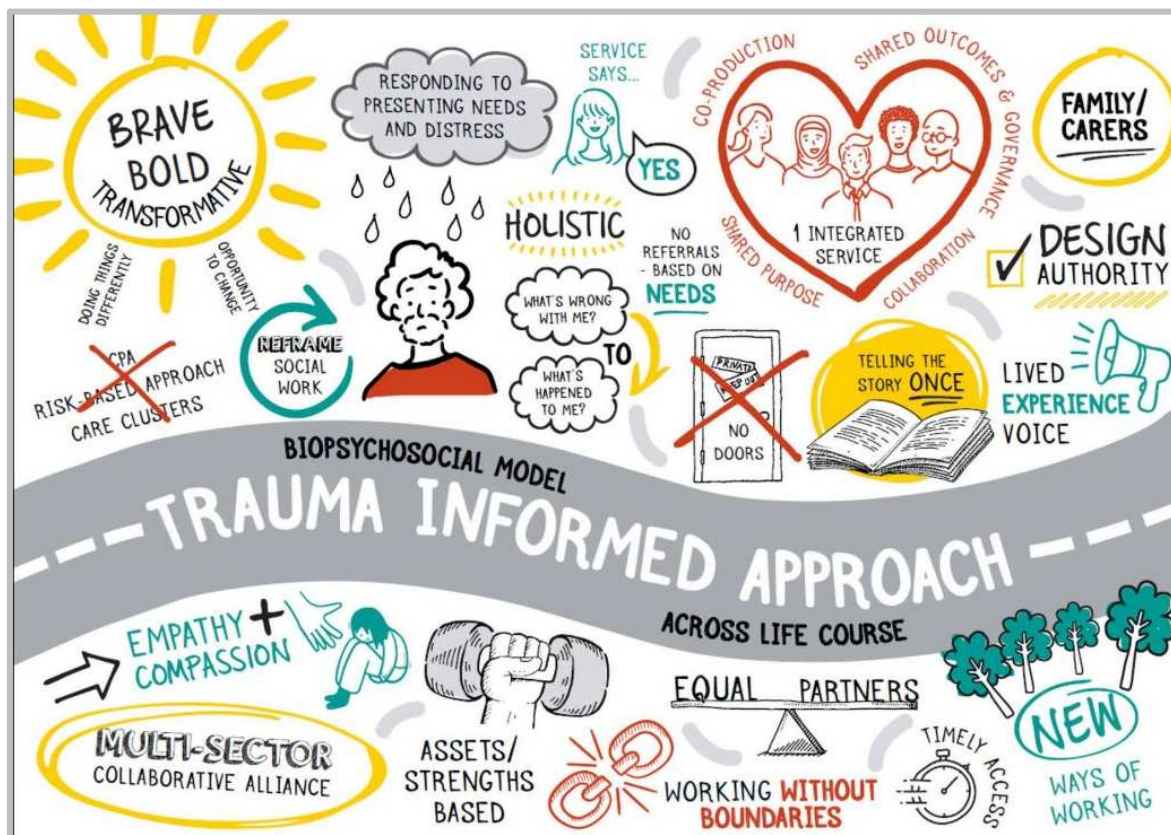 BRAVE
BOLD
TRANSFORMATIVE
DOING THINGS
DIFFERENTLY
OPPORTUNITY
TO CHANGE
CPA
RISK-BASED APPROACH
CARE CLUSTERS
REFRAME
SOCIAL
WORK
RESPONDING TO
PRESENTING NEEDS
AND DISTRESS
SERVICE
SAYS...
YES
HOLISTIC
NO
REFERRALS
- BASED ON
NEEDS
WHAT'S WRONG
WITH ME?
TO
WHAT'S
HAPPENED
TO ME?
CO-PRODUCTION
SHARED OUTCOMES & GOVERNANCE
SHARED PURPOSE
COLLABORATION
1 INTEGRATED
SERVICE
FAMILY/
CARERS
DESIGN
AUTHORITY
PRIVATE
KEEP OUT
NO
DOORS
TELLING THE
STORY ONCE
LIVED
EXPERIENCE
VOICE
BIOPSYCHOSOCIAL MODEL
TRAUMA INFORMED APPROACH
ACROSS LIFE COURSE
EMPATHY +
COMPASSION
MULTI-SECTOR
COLLABORATIVE ALLIANCE
ASSETS/
STRENGTHS
BASED
EQUAL PARTNERS
WORKING WITHOUT
BOUNDARIES
TIMELY ACCESS
NEW
WAYS OF
WORKING